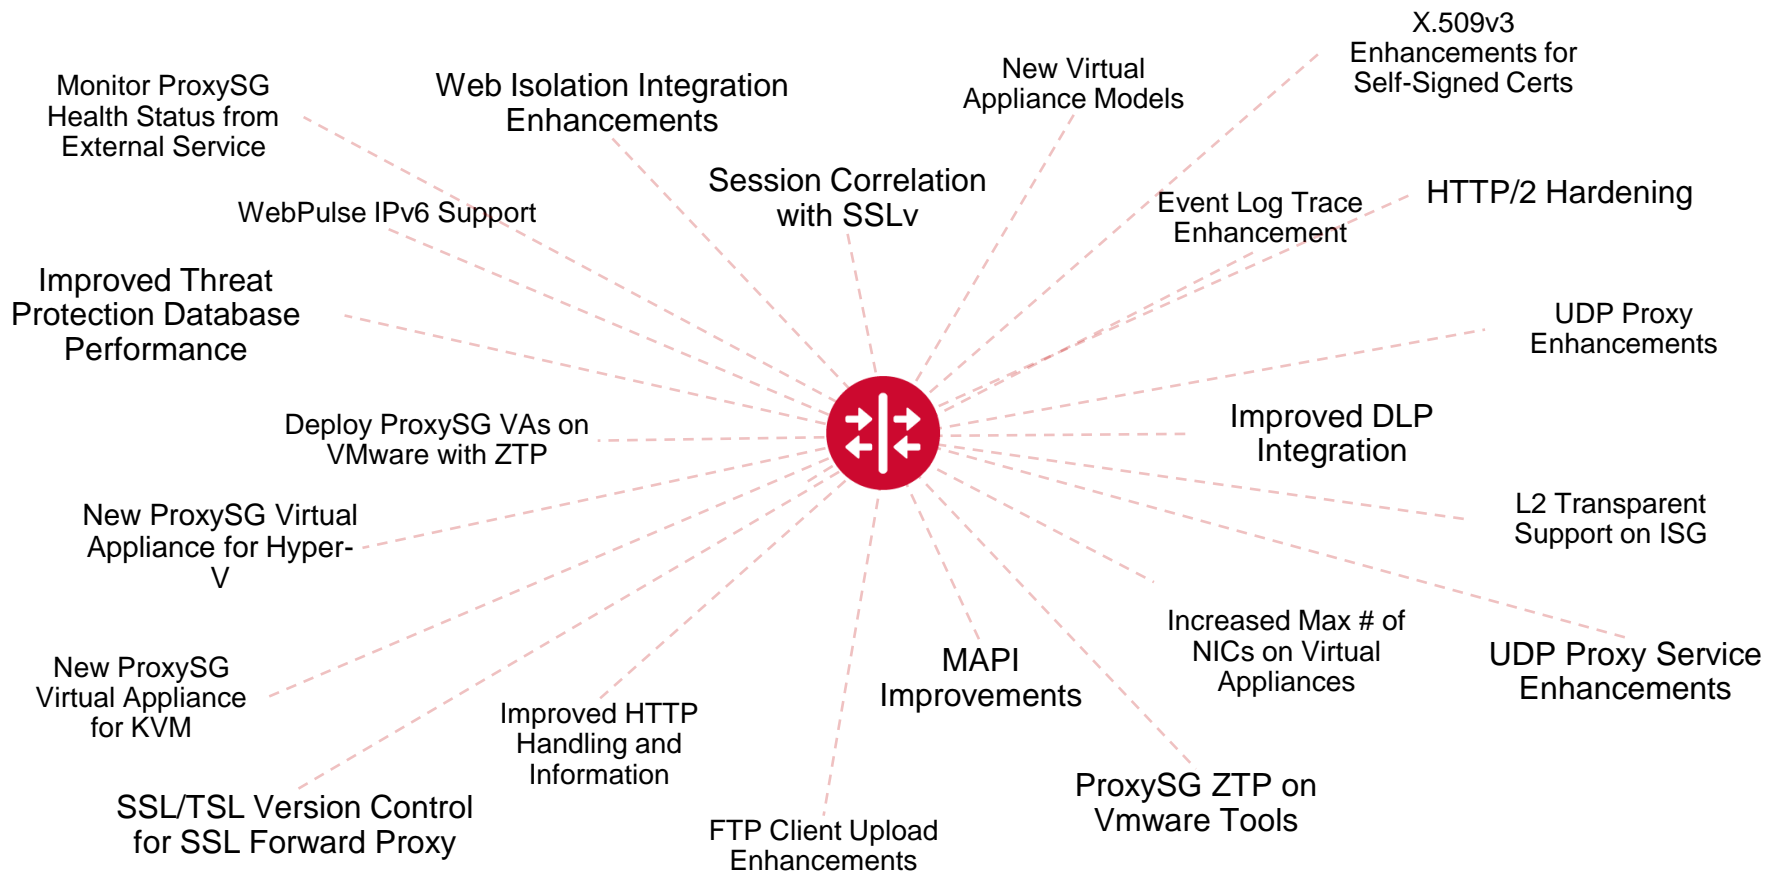 Monitor ProxySG
Health Status from
External Service
Web Isolation Integration
Enhancements
New Virtual
Appliance Models
X.509v3
Enhancements for
Self-Signed Certs
WebPulse IPv6 Support
Session Correlation
with SSLv
Event Log Trace
Enhancement
HTTP/2 Hardening
Improved Threat
Protection Database
Performance
UDP Proxy
Enhancements
Deploy ProxySG VAs on
VMware with ZTP
Improved DLP
Integration
New ProxySG Virtual
Appliance for Hyper-
V
L2 Transparent
Support on ISG
New ProxySG
Virtual Appliance
for KVM
Improved HTTP
Handling and
Information
MAPI
Improvements
Increased Max # of
NICs on Virtual
Appliances
UDP Proxy Service
Enhancements
SSL/TSL Version Control
for SSL Forward Proxy
FTP Client Upload
Enhancements
ProxySG ZTP on
Vmware Tools